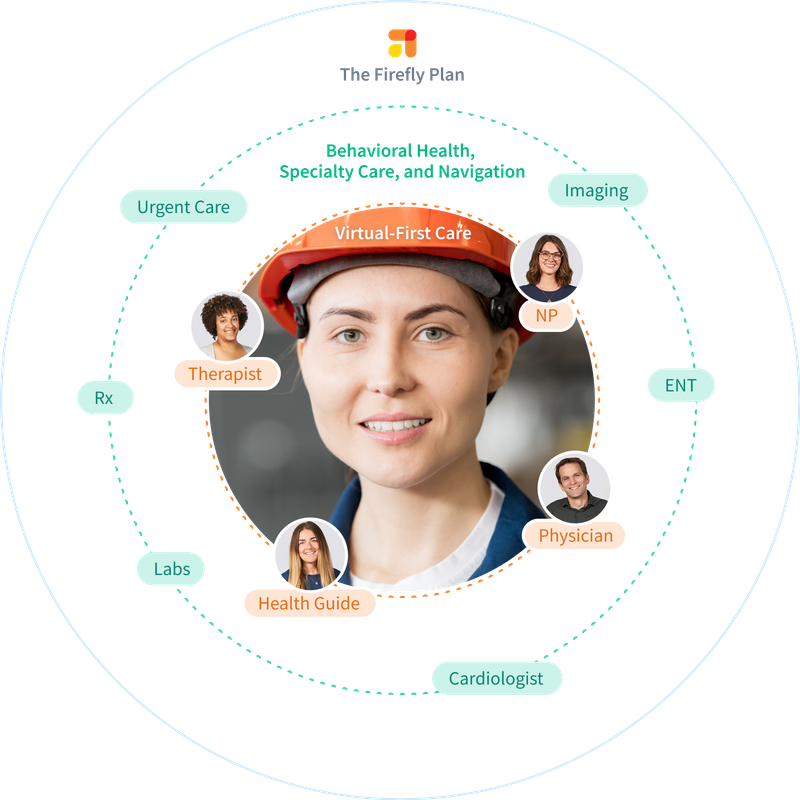 The Firefly Plan
Behavioral Health,
Specialty Care, and Navigation
Urgent Care
Imaging
Virtual-First Care
NP
Therapist
Rx
ENT
Physician
Labs
Health Guide
Cardiologist